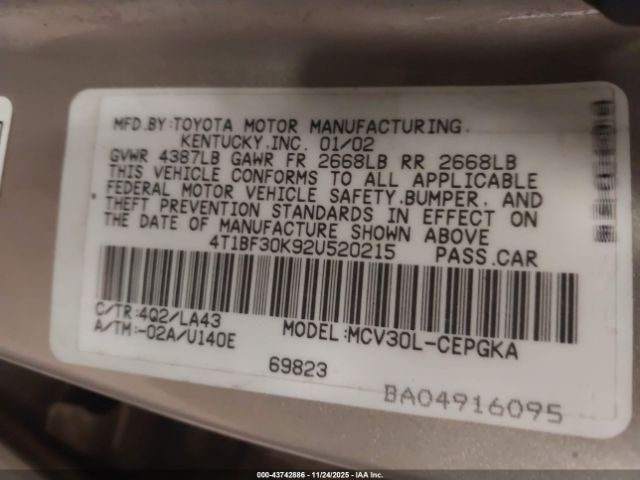 MFD.BY:TOYOTA MOTOR MANUFACTURING.
KENTUCKY.INC. 01/02
GVWR 4387LB GAWR FR 2668LB RR 2668LB
THIS VEHICLE CONFORMS TO ALL APPLICABLE
FEDERAL MOTOR VEHICLE SAFETY.BUMPER, AND
THEFT PREVENTION STANDARDS IN EFFECT ON
THE DATE OF MANUFACTURE SHOWN ABOVE
4T1BF30K92U520215 PASS.CAR
C/TR:4Q2/LA43
A/TM:-02A/U140E
MODEL:MCV30L-CEPGKA
69823
BA04916095
000-43742886 - 11/24/2025 - IAA Inc.